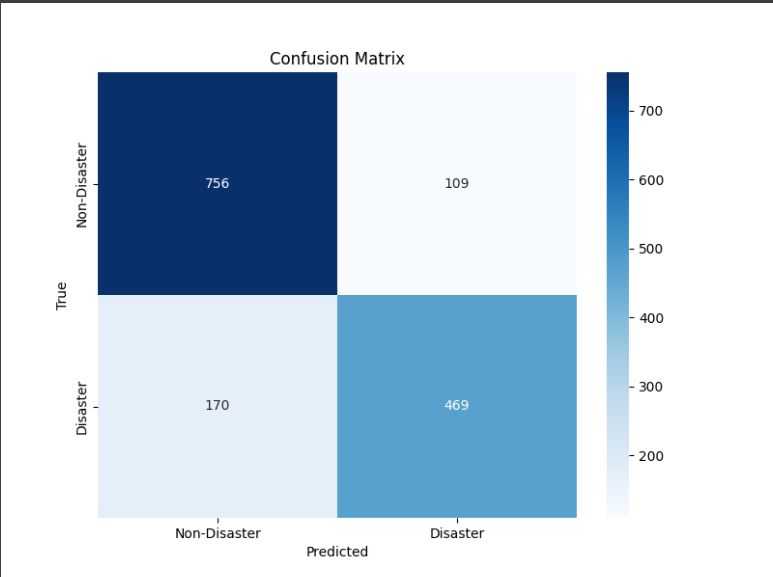 Confusion Matrix
Non-Disaster
Disaster
True
756
109
170
469
Non-Disaster
Disaster
Predicted
700
600
500
400
300
200